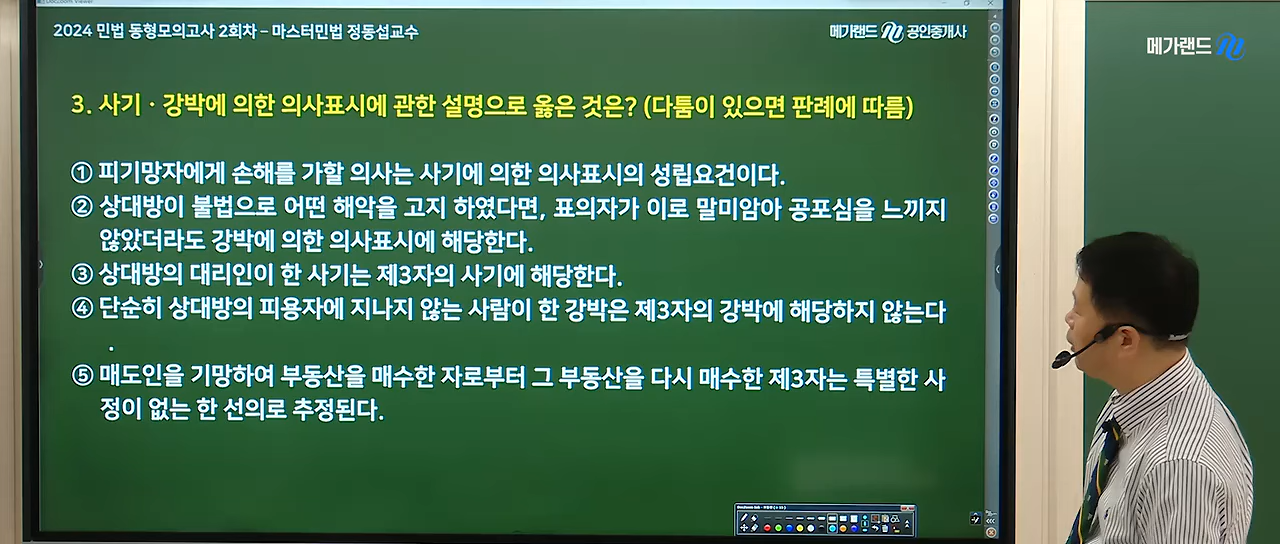 2024 민법 동형모의고사 2회차 – 마스터민법 정동섭교수
메가랜드 공인중개사
메가랜드
3. 사기 · 강박에 의한 의사표시에 관한 설명으로 옳은 것은? (다툼이 있으면 판례에 따름)
① 피기망자에게 손해를 가할 의사는 사기에 의한 의사표시의 성립요건이다.
② 상대방이 불법으로 어떤 해악을 고지 하였다면, 표의자가 이로 말미암아 공포심을 느끼지
않았더라도 강박에 의한 의사표시에 해당한다.
③ 상대방의 대리인이 한 사기는 제3자의 사기에 해당한다.
④ 단순히 상대방의 피용자에 지나지 않는 사람이 한 강박은 제3자의 강박에 해당하지 않는다
.
⑤ 매도인을 기망하여 부동산을 매수한 자로부터 그 부동산을 다시 매수한 제3자는 특별한 사
정이 없는 한 선의로 추정된다.